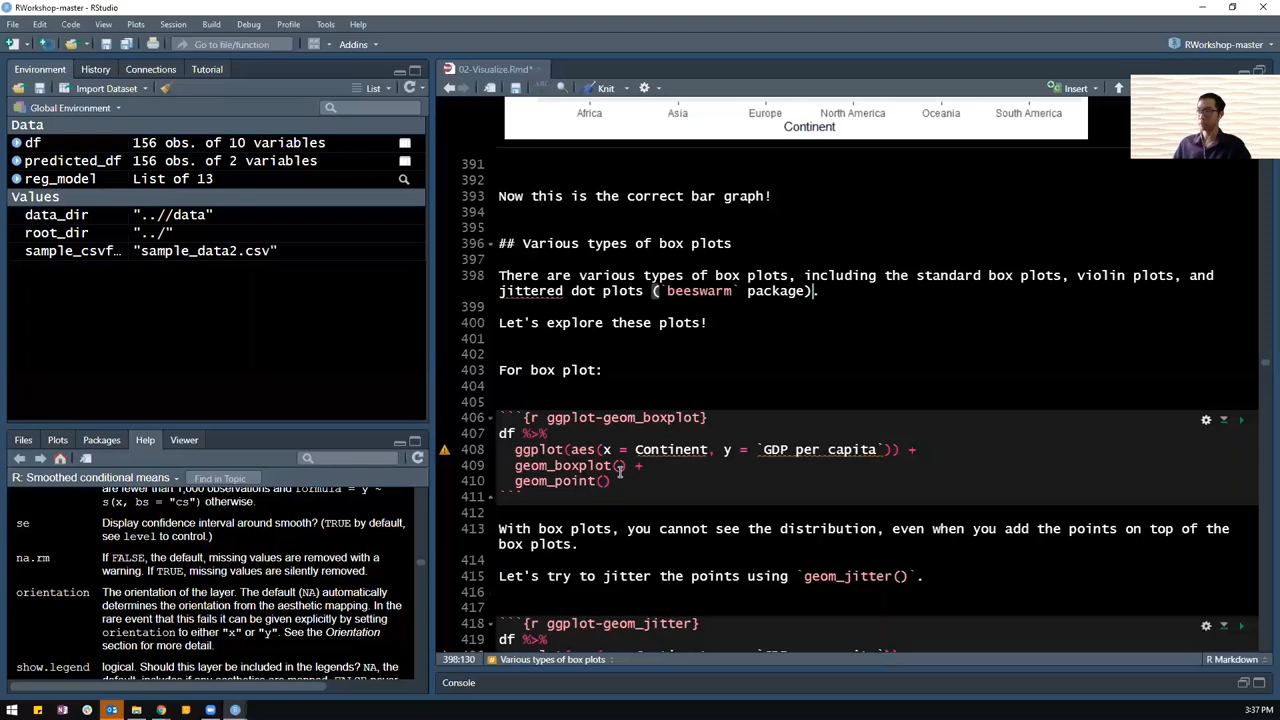 RWorkshop-master - RStudio
File Edit Code View Plots Session Build Debug Profile Tools Help
Go to file/function
Addins
RWorkshop-master
Environment History Connections Tutorial
Import Dataset
List
Global Environment
Data
df 156 obs. of 10 variables
predicted_df 156 obs. of 2 variables
reg_model List of 13
Values
data_dir "..//data"
root_dir "../"
sample_csvf… "sample_data2.csv"
Files Plots Packages Help Viewer
R: Smoothed conditional means
Find in Topic
are fewer than 1,000 observations and formula = y ~
s(x, bs = "cs") otherwise.
se Display confidence interval around smooth? (TRUE by default,
see level to control.)
na.rm If FALSE, the default, missing values are removed with a
warning. If TRUE, missing values are silently removed.
orientation The orientation of the layer. The default (NA) automatically
determines the orientation from the aesthetic mapping. In the
rare event that this fails it can be given explicitly by setting
orientation to either "x" or "y". See the Orientation
section for more detail.
show.legend logical. Should this layer be included in the legends? NA, the
default, includes if any aesthetics are mapped. FALSE never
02-Visualize.Rmd*
Knit
Insert
Africa Asia Europe North America Oceania South America
Continent
391
392
393 Now this is the correct bar graph!
394
395
396 ## Various types of box plots
397
398 There are various types of box plots, including the standard box plots, violin plots, and
jittered dot plots (`beeswarm` package).
399
400 Let's explore these plots!
401
402
403 For box plot:
404
405
406 ```{r ggplot-geom_boxplot}
407 df %>%
408 ggplot(aes(x = Continent, y = `GDP per capita`)) +
409 geom_boxplot() +
410 geom_point()
411 ```
412
413 With box plots, you cannot see the distribution, even when you add the points on top of the
box plots.
414
415 Let's try to jitter the points using `geom_jitter()`.
416
417
418 ```{r ggplot-geom_jitter}
419 df %>%
398:130 Various types of box plots R Markdown
Console
3:37 PM